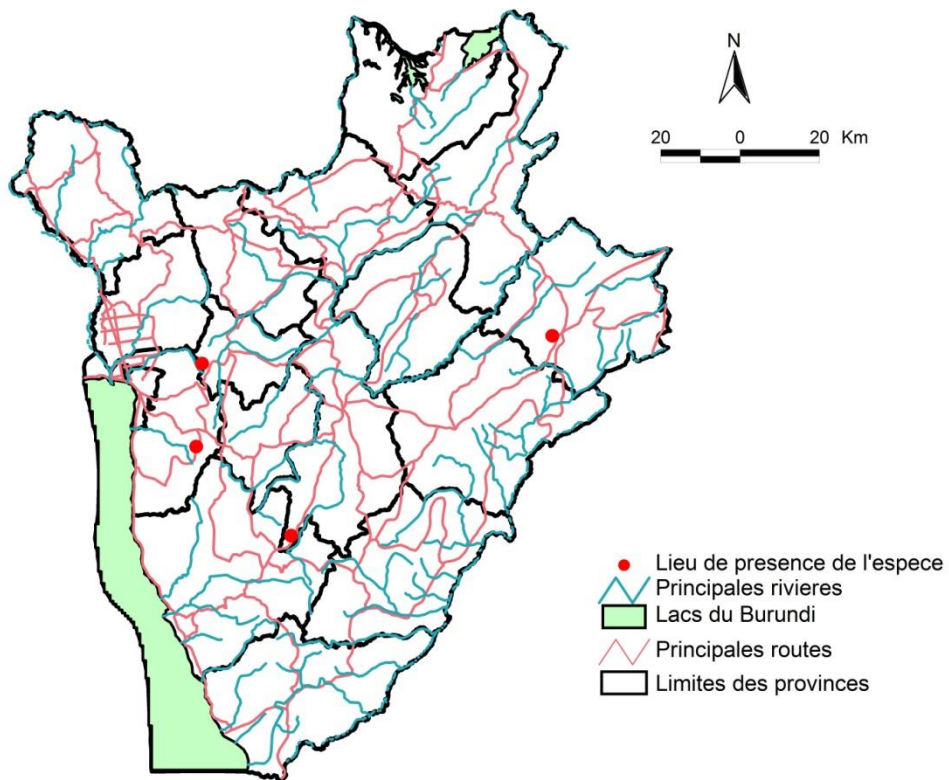 N
20 0 20 Km
Lieu de presence de l'espece
Principales rivieres
Lacs du Burundi
Principales routes
Limites des provinces